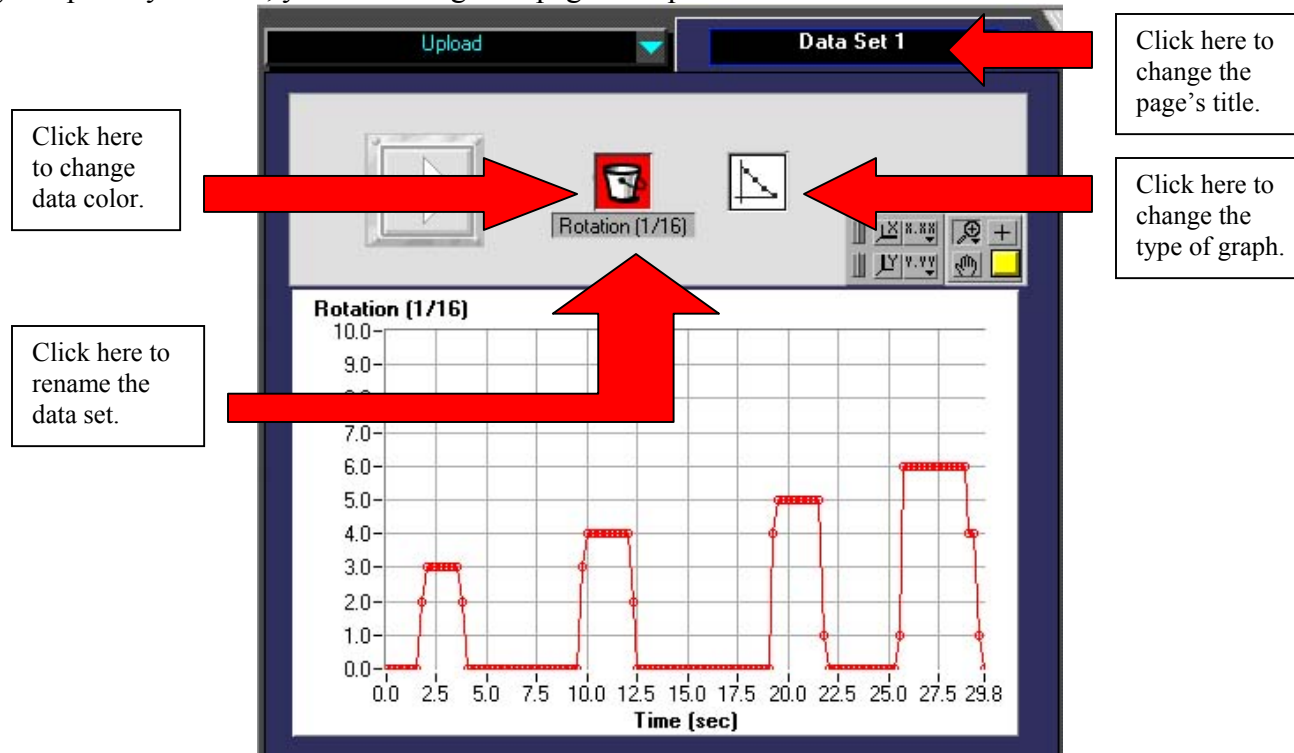 Upload
Data Set 1
Click here to
change the
page's title.
Click here
to change
data color.
Click here to
change the
type of graph.
Rotation (1/16)
X X.XX
Y Y.YY
Click here to
rename the
data set.
Rotation (1/16)
10.0
9.0
7.0
6.0
5.0
4.0
3.0
2.0
1.0
0.0
0.0 2.5 5.0 7.5 10.0 12.5 15.0 17.5 20.0 22.5 25.0 27.5 29.8
Time (sec)